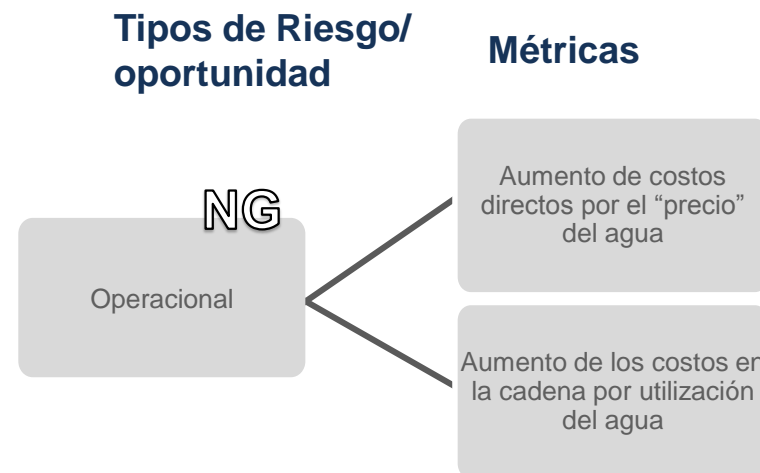 Tipos de Riesgo/
oportunidad
Métricas
NG
Operacional
Aumento de costos
directos por el “precio”
del agua
Aumento de los costos en
la cadena por utilización
del agua